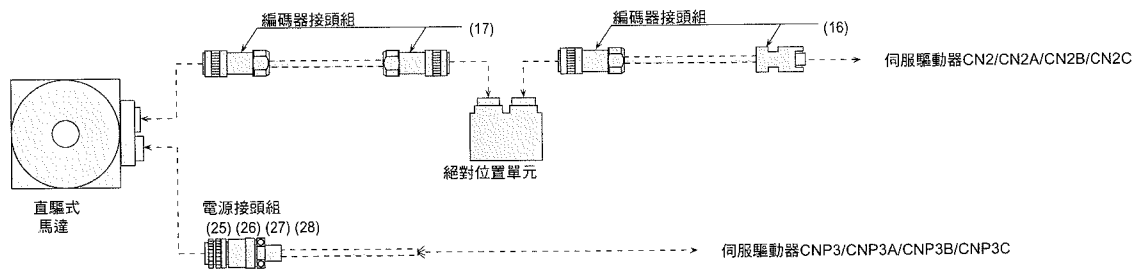 編碼器接頭組
(17)
編碼器接頭組
(16)
伺服驅動器CN2/CN2A/CN2B/CN2C
絕對位置單元
直驅式
馬達
電源接頭組
(25) (26) (27) (28)
伺服驅動器CNP3/CNP3A/CNP3B/CNP3C